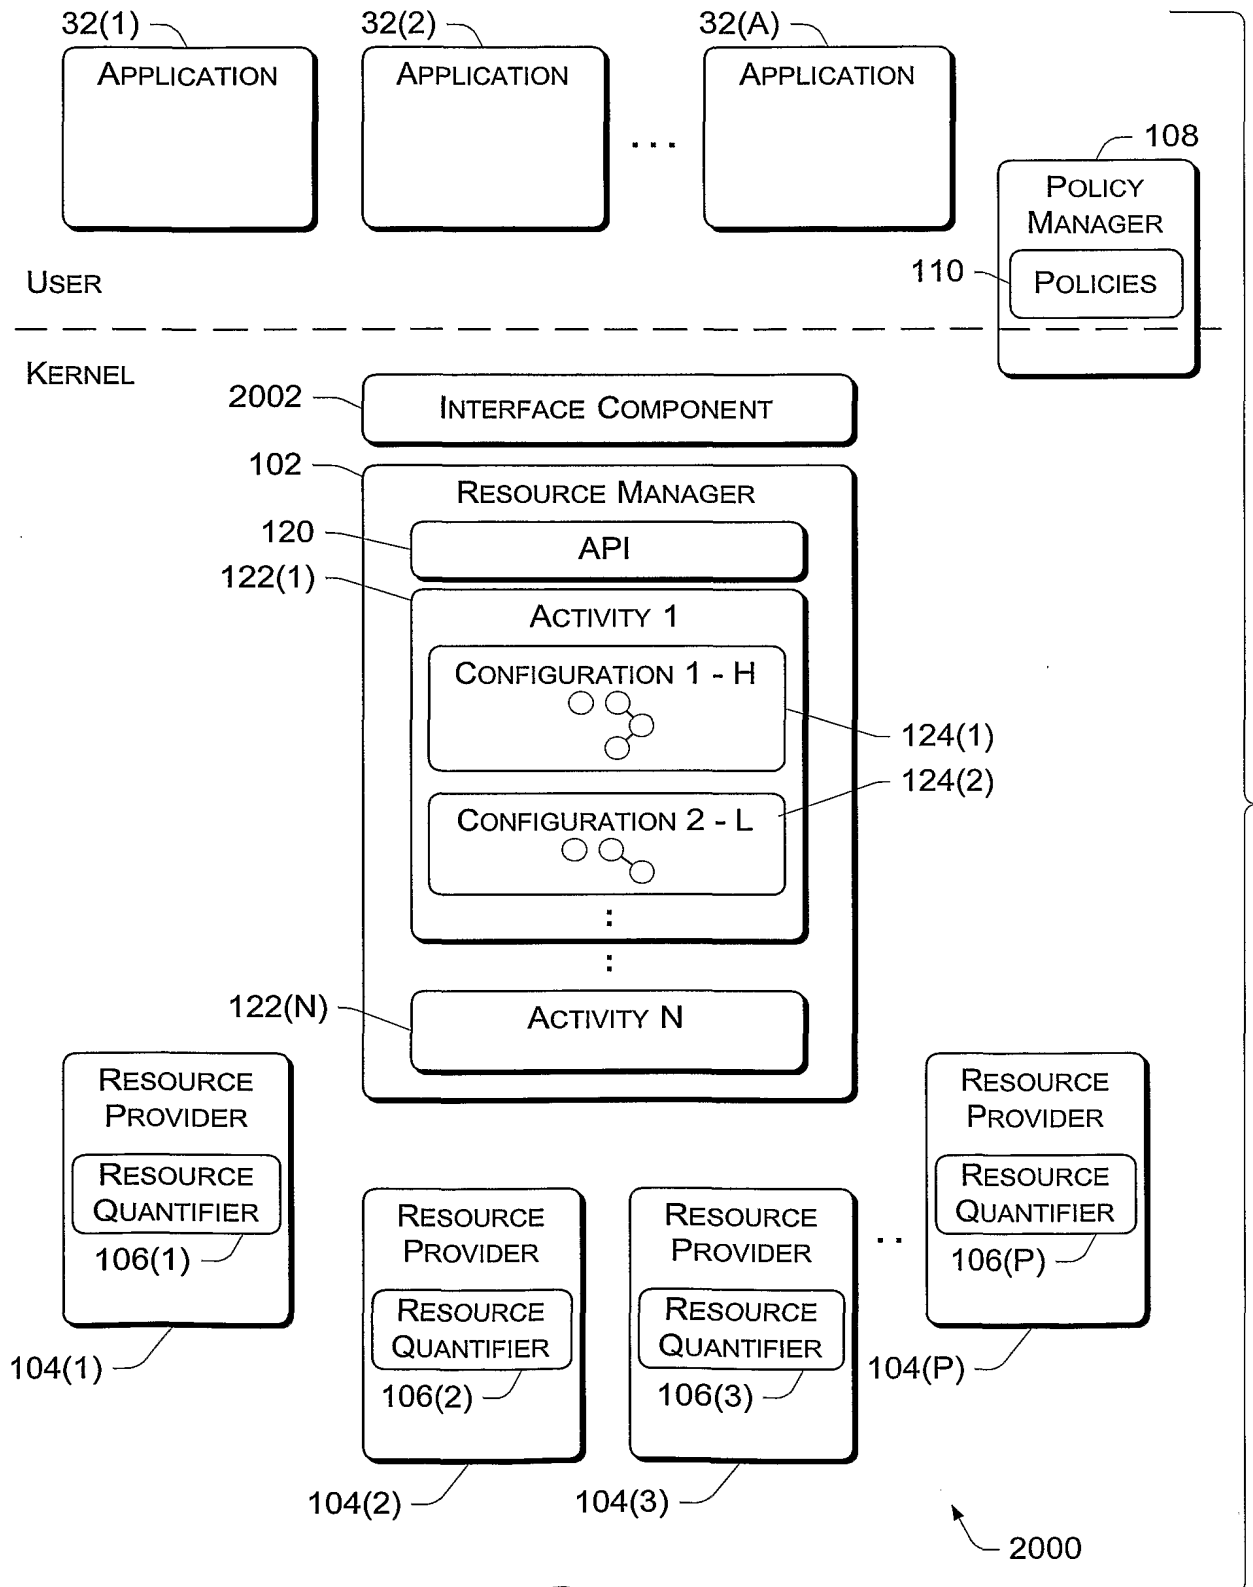 32(1) 32(2) 32(A)
APPLICATION APPLICATION APPLICATION
. . .
108
POLICY
MANAGER
110
POLICIES
USER
KERNEL
2002
INTERFACE COMPONENT
102
RESOURCE MANAGER
120
API
122(1)
ACTIVITY 1
CONFIGURATION 1 - H
124(1)
124(2)
CONFIGURATION 2 - L
:
:
122(N)
ACTIVITY N
RESOURCE
PROVIDER
RESOURCE
QUANTIFIER
106(1)
104(1)
RESOURCE
PROVIDER
RESOURCE
QUANTIFIER
106(2)
104(2)
RESOURCE
PROVIDER
RESOURCE
QUANTIFIER
106(3)
104(3)
. .
RESOURCE
PROVIDER
RESOURCE
QUANTIFIER
106(P)
104(P)
2000